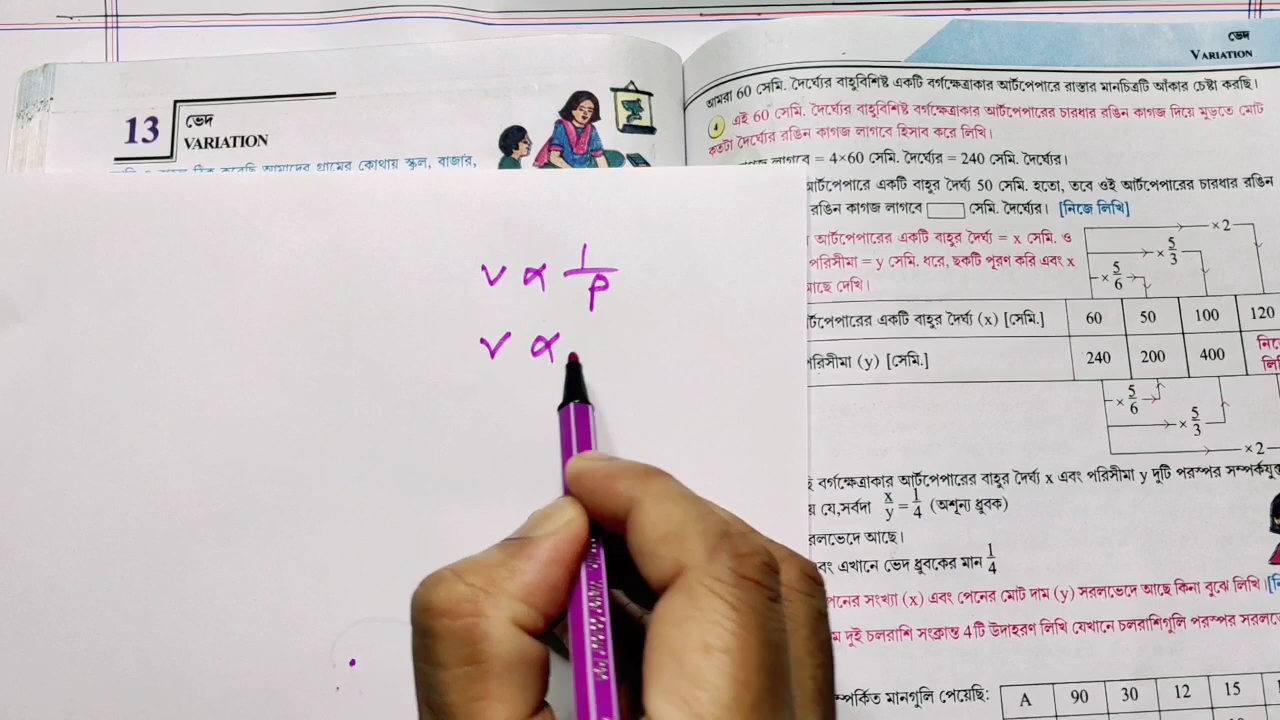 13
ভেদ
VARIATION
আমাদের গ্রামের কোথায় স্কুল, বাজার,
ভেদ
VARIATION
আমরা 60 সেমি. দৈর্ঘ্যের বাহুবিশিষ্ট একটি বর্গক্ষেত্রাকার আর্টপেপারে রাস্তার মানচিত্রটি আঁকার চেষ্টা করছি।
4 এই 60 সেমি. দৈর্ঘ্যের বাহুবিশিষ্ট বর্গক্ষেত্রাকার আর্টপেপারের চারধার রঙিন কাগজ দিয়ে মুড়তে মোট
কতটা দৈর্ঘ্যের রঙিন কাগজ লাগবে হিসাব করে লিখি।
লাগবে = 4×60 সেমি. দৈর্ঘ্যের = 240 সেমি. দৈর্ঘ্যের।
আর্টপেপারে একটি বাহুর দৈর্ঘ্য 50 সেমি. হতো, তবে ওই আর্টপেপারের চারধার রঙিন
রঙিন কাগজ লাগবে সেমি. দৈর্ঘ্যের। [নিজে লিখি]
আর্টপেপারের একটি বাহুর দৈর্ঘ্য = x সেমি. ও
পরিসীমা = y সেমি. ধরে, ছকটি পূরণ করি এবং x
আছে দেখি।
×2
× 5/3
× 5/6
র্টপেপারের একটি বাহুর দৈর্ঘ্য (x) [সেমি.] 60 50 100 120
পরিসীমা (y) [সেমি.] 240 200 400
× 5/6
× 5/3
×2
বর্গক্ষেত্রাকার আর্টপেপারের বাহুর দৈর্ঘ্য x এবং পরিসীমা y দুটি পরস্পর সম্পর্কযুক্ত
যে,সর্বদা x/y = 1/4 (অশূন্য ধ্রুবক)
রলভেদে আছে।
বং এখানে ভেদ ধ্রুবকের মান 1/4
পেনের সংখ্যা (x) এবং পেনের মোট দাম (y) সরলভেদে আছে কিনা বুঝে লিখি।
দুই চলরাশি সংক্রান্ত 4টি উদাহরণ লিখি যেখানে চলরাশিগুলি পরস্পর
ম্পর্কিত মানগুলি পেয়েছি: A 90 30 12 15
v ∝ 1/P
v ∝